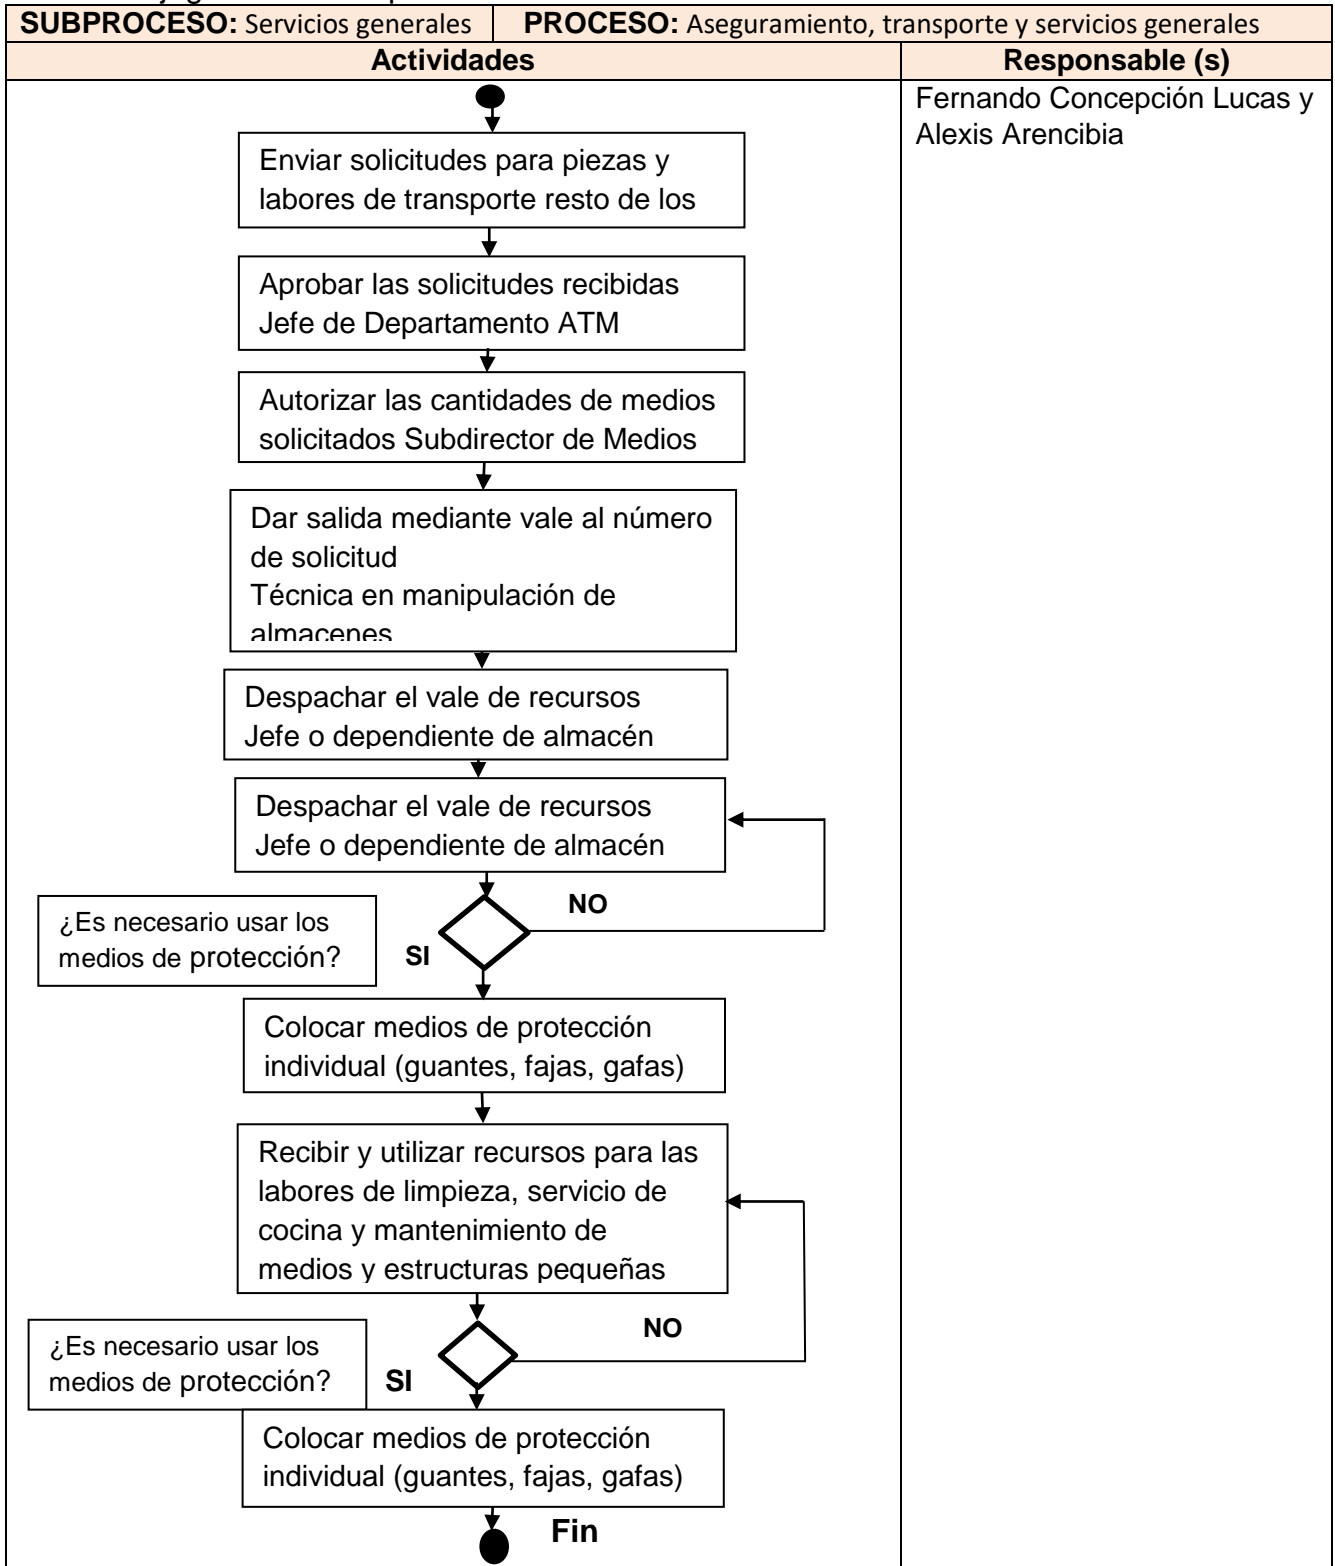 SUBPROCESO: Servicios generales
PROCESO: Aseguramiento, transporte y servicios generales
Actividades
Responsable (s)
Fernando Concepción Lucas y
Alexis Arencibia
Enviar solicitudes para piezas y
labores de transporte resto de los
Aprobar las solicitudes recibidas
Jefe de Departamento ATM
Autorizar las cantidades de medios
solicitados Subdirector de Medios
Dar salida mediante vale al número
de solicitud
Técnica en manipulación de
almacenes
Despachar el vale de recursos
Jefe o dependiente de almacén
Despachar el vale de recursos
Jefe o dependiente de almacén
NO
¿Es necesario usar los
medios de protección?
SI
Colocar medios de protección
individual (guantes, fajas, gafas)
Recibir y utilizar recursos para las
labores de limpieza, servicio de
cocina y mantenimiento de
medios y estructuras pequeñas
NO
¿Es necesario usar los
medios de protección?
SI
Colocar medios de protección
individual (guantes, fajas, gafas)
Fin